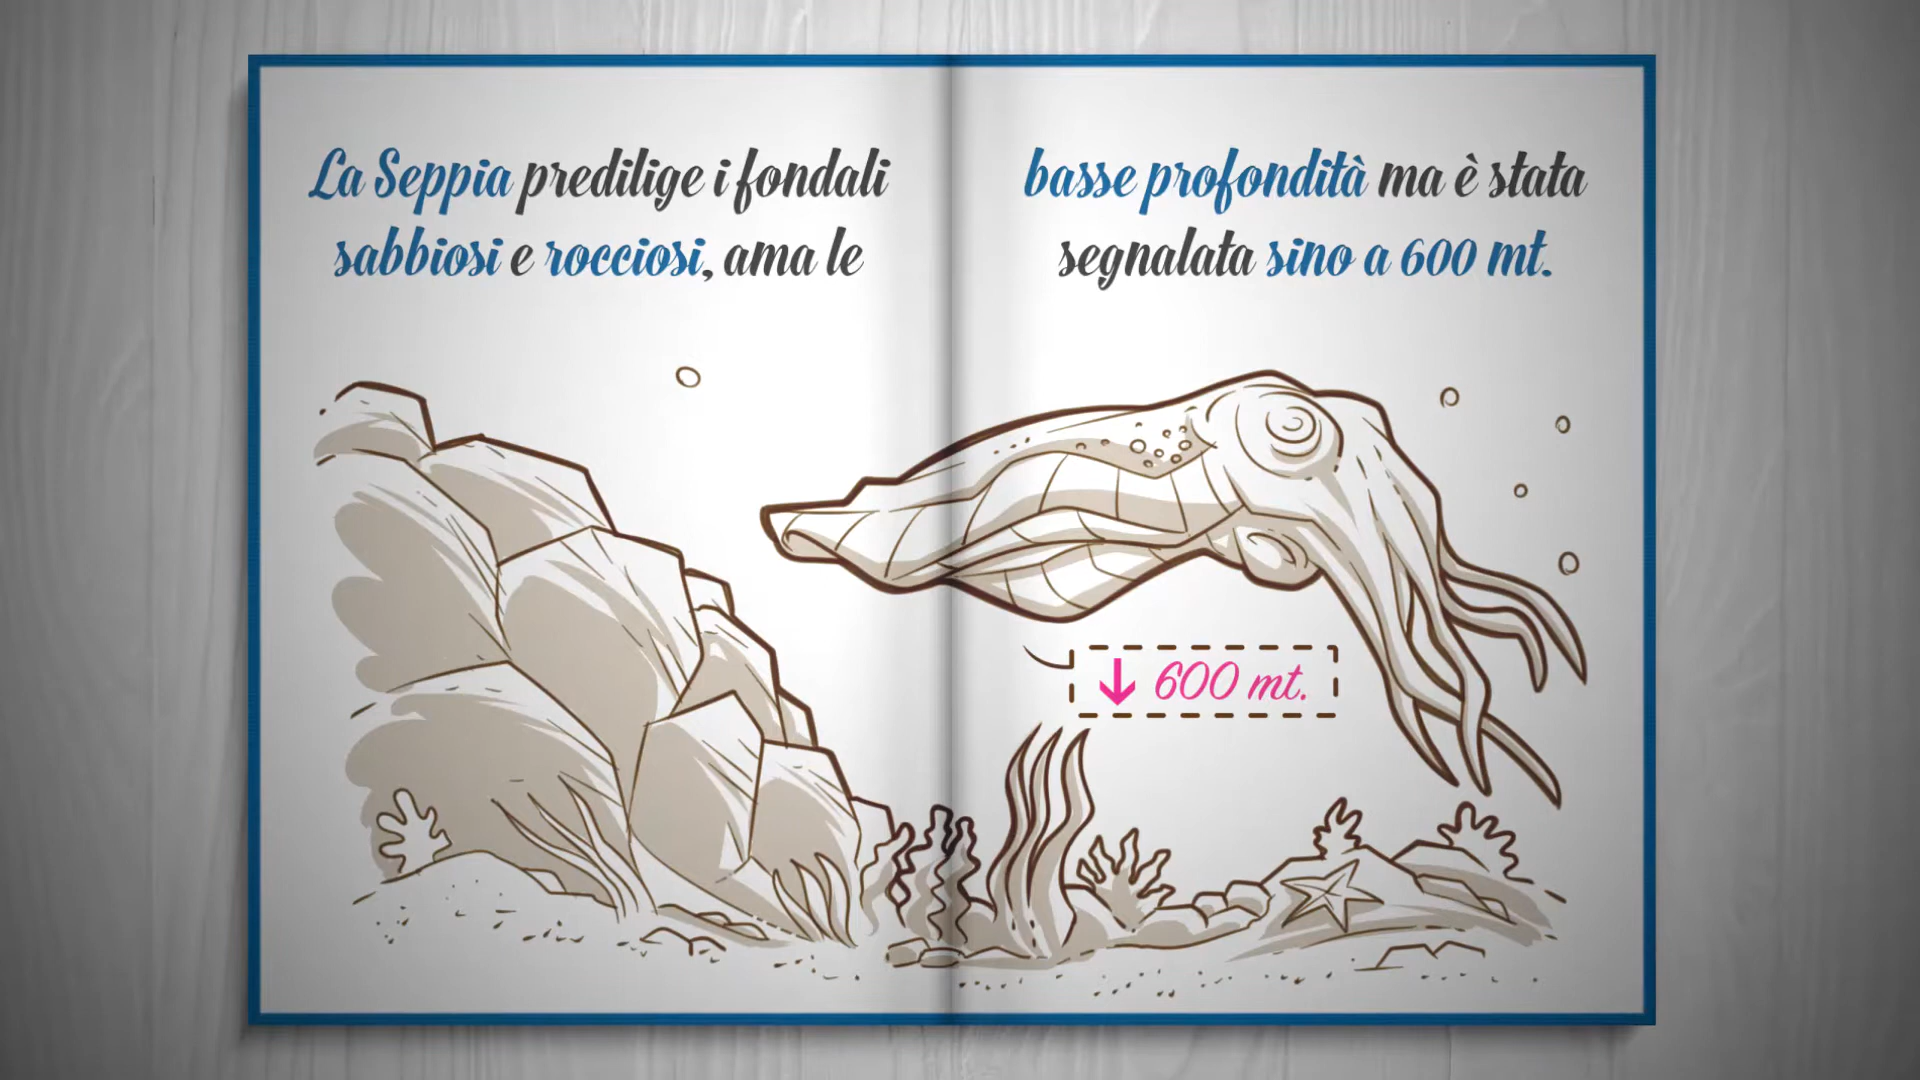 La Seppia predilige i fondali
sabbiosi e rocciosi, ama le
basse profondità ma è stata
segnalata sino a 600 mt.
600 mt.